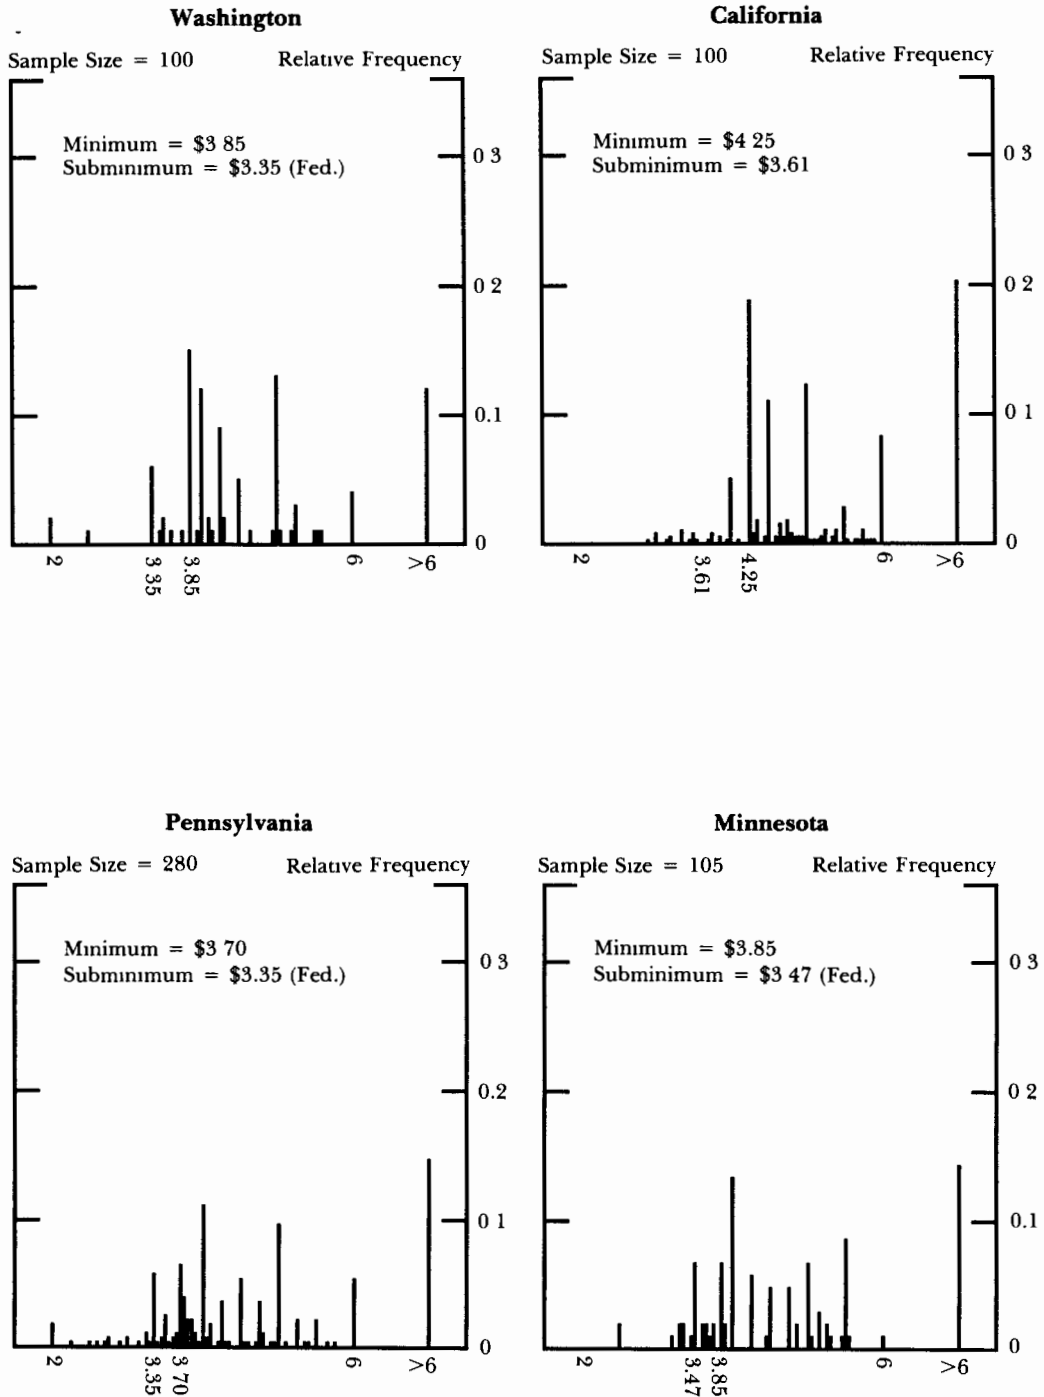 Washington
Sample Size = 100 Relative Frequency
Minimum = $3 85
Subminimum = $3.35 (Fed.)
0 3
0 2
0.1
0
2 3 35 3.85 6 >6
California
Sample Size = 100 Relative Frequency
Minimum = $4 25
Subminimum = $3.61
0 3
0 2
0 1
0
2 3.61 4.25 6 >6
Pennsylvania
Sample Size = 280 Relative Frequency
Minimum = $3 70
Subminimum = $3.35 (Fed.)
0 3
0.2
0 1
0
2 3.35 3 70 6 >6
Minnesota
Sample Size = 105 Relative Frequency
Minimum = $3.85
Subminimum = $3 47 (Fed.)
0 3
0 2
0.1
0
2 3.47 3.85 6 >6